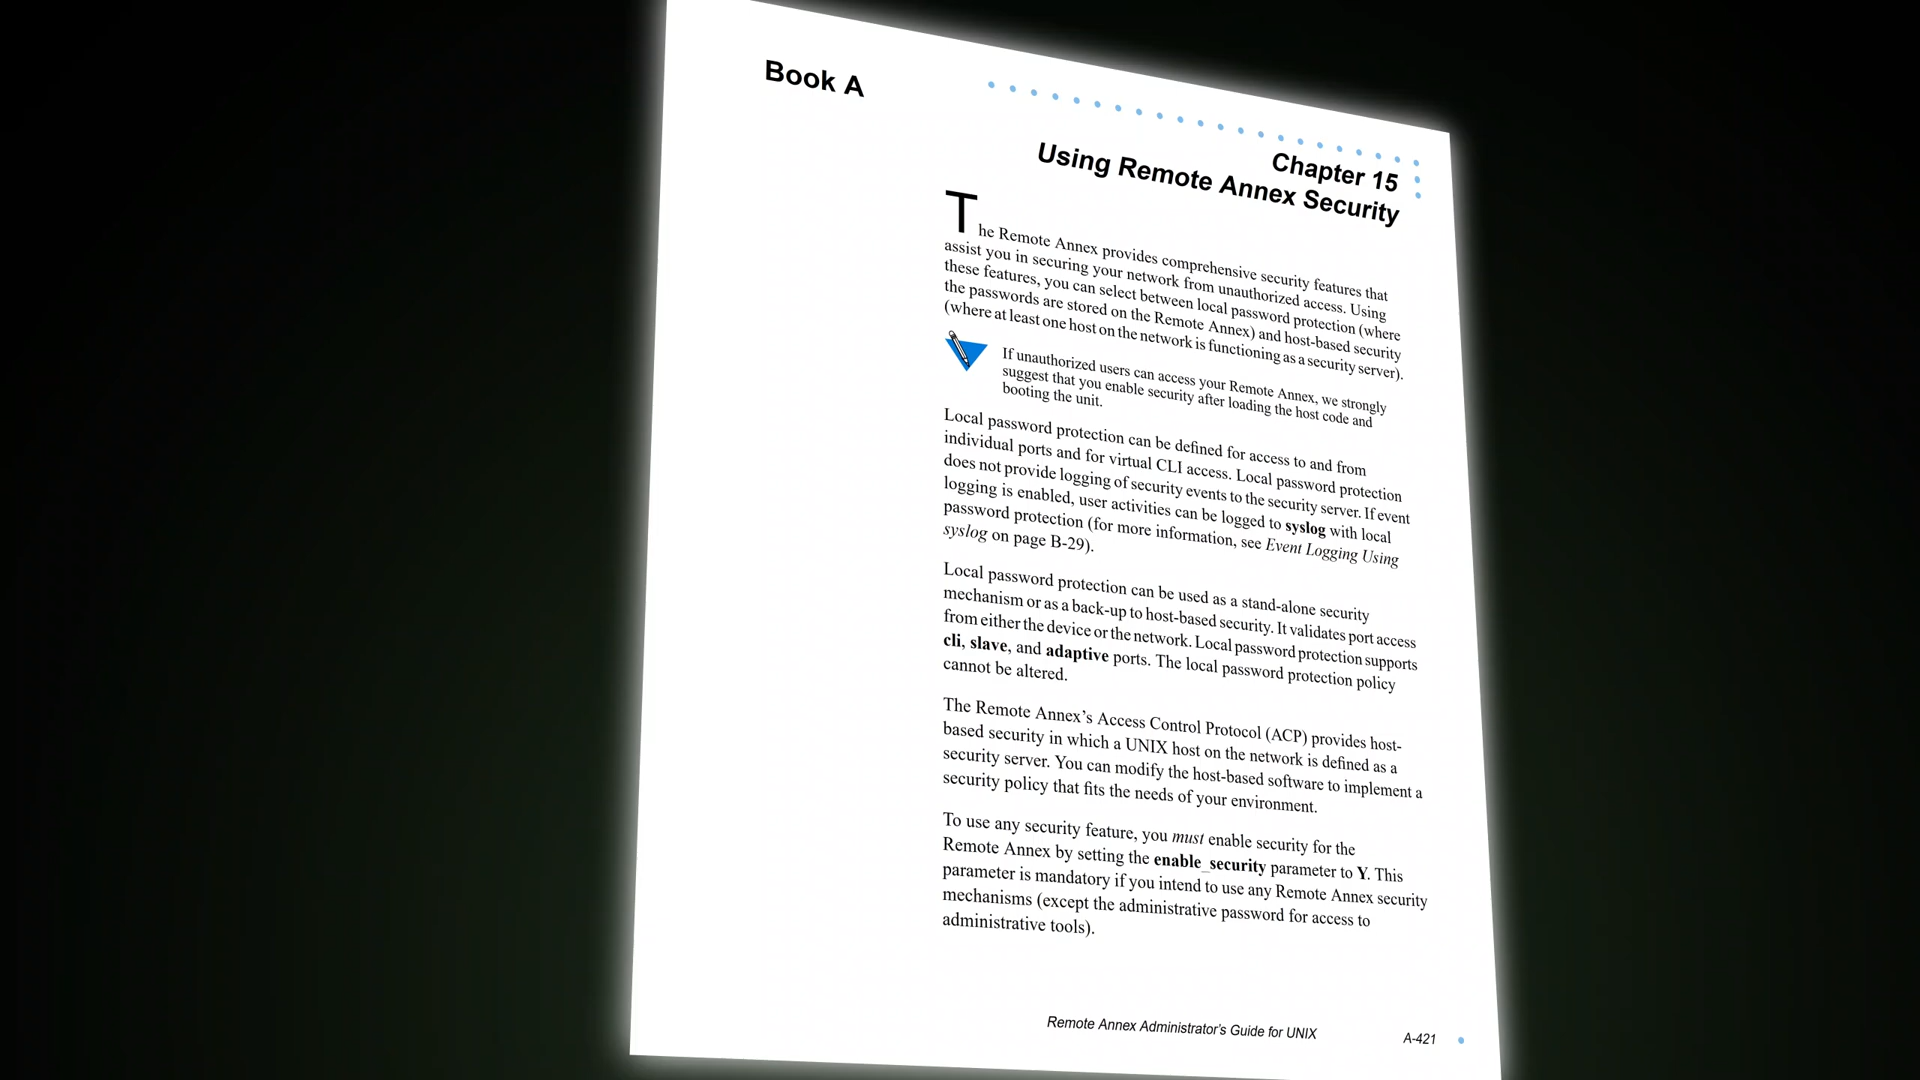 Book A
Chapter 15
Using Remote Annex Security
The Remote Annex provides comprehensive security features that
assist you in securing your network from unauthorized access. Using
these features, you can select between local password protection (where
the passwords are stored on the Remote Annex) and host-based security
(where at least one host on the network is functioning as a security server).
If unauthorized users can access your Remote Annex, we strongly
suggest that you enable security after loading the host code and
booting the unit.
Local password protection can be defined for access to and from
individual ports and for virtual CLI access. Local password protection
does not provide logging of security events to the security server. If event
logging is enabled, user activities can be logged to syslog with local
password protection (for more information, see Event Logging Using
syslog on page B-29).
Local password protection can be used as a stand-alone security
mechanism or as a back-up to host-based security. It validates port access
from either the device or the network. Local password protection supports
cli, slave, and adaptive ports. The local password protection policy
cannot be altered.
The Remote Annex’s Access Control Protocol (ACP) provides host-
based security in which a UNIX host on the network is defined as a
security server. You can modify the host-based software to implement a
security policy that fits the needs of your environment.
To use any security feature, you must enable security for the
Remote Annex by setting the enable_security parameter to Y. This
parameter is mandatory if you intend to use any Remote Annex security
mechanisms (except the administrative password for access to
administrative tools).
Remote Annex Administrator’s Guide for UNIX
A-421